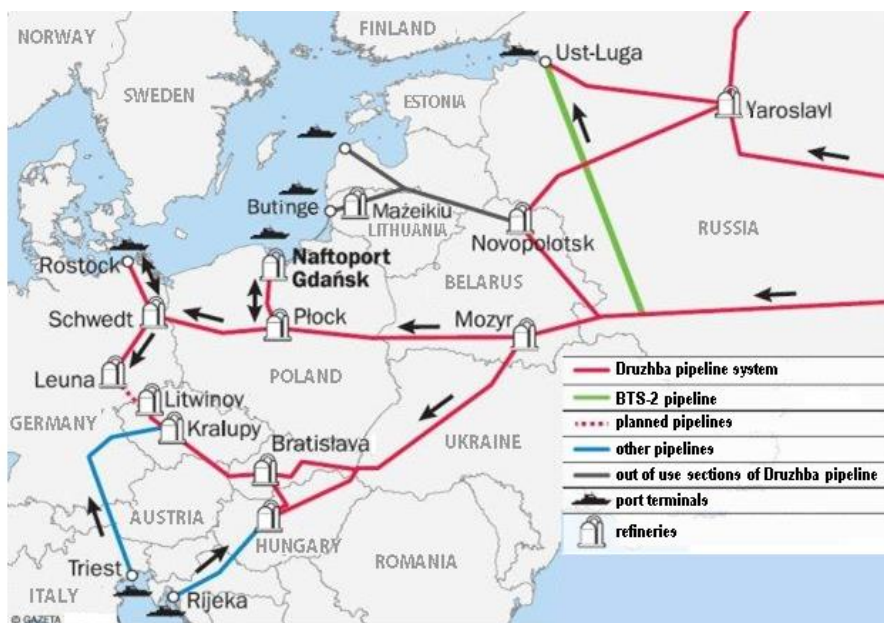 NORWAY
FINLAND
SWEDEN
Ust-Luga
ESTONIA
Yaroslavl
Butinge
Mażeikiu
LITHUANIA
Novopolotsk
RUSSIA
Rostock
Naftoport
Gdańsk
BELARUS
Schwedt
Płock
Mozyr
Leuna
POLAND
Litwinov
GERMANY
Kralupy
Bratislava
UKRAINE
AUSTRIA
HUNGARY
ROMANIA
Triest
ITALY
Rijeka
Druzhba pipeline system
BTS-2 pipeline
planned pipelines
other pipelines
out of use sections of Druzhba pipeline
port terminals
refineries
© GAZETA